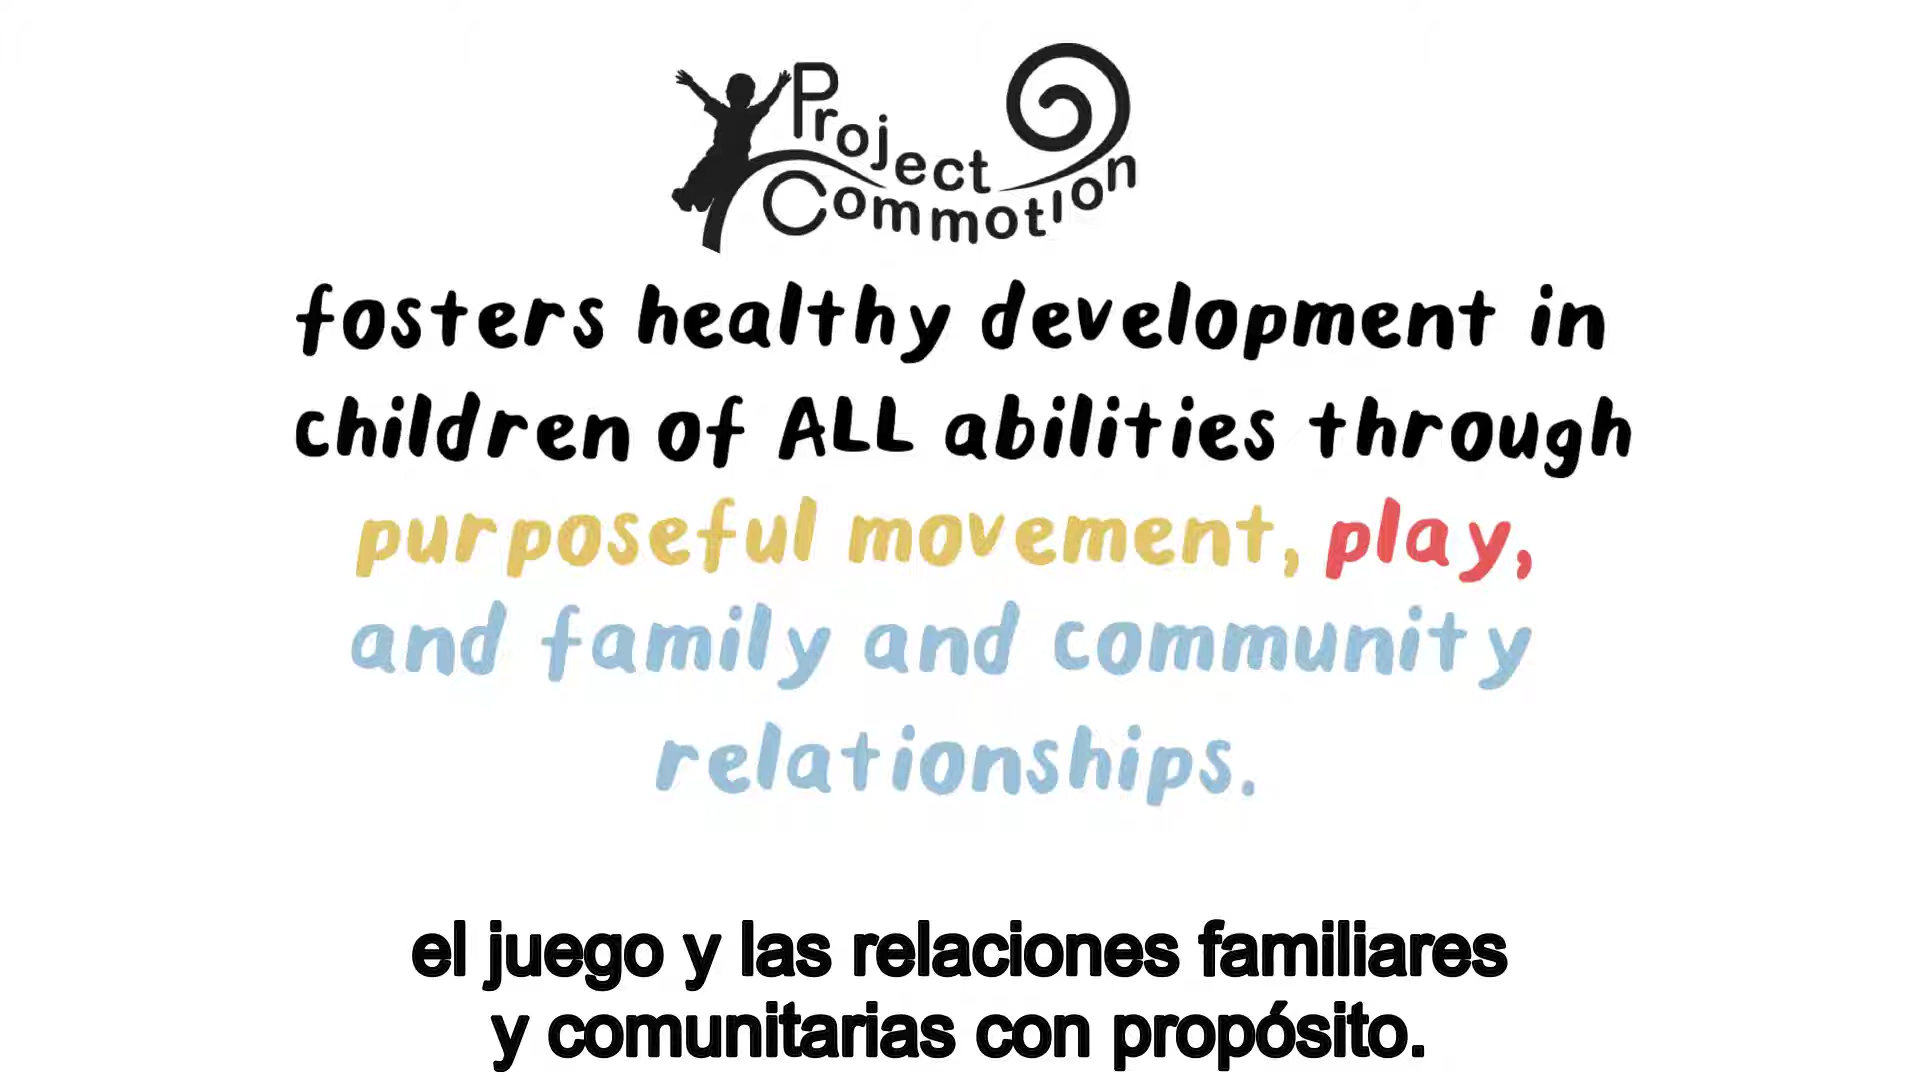 Project
Commotion
fosters healthy development in
children of ALL abilities through
purposeful movement, play,
and family and community
relationships.
el juego y las relaciones familiares
y comunitarias con propósito.